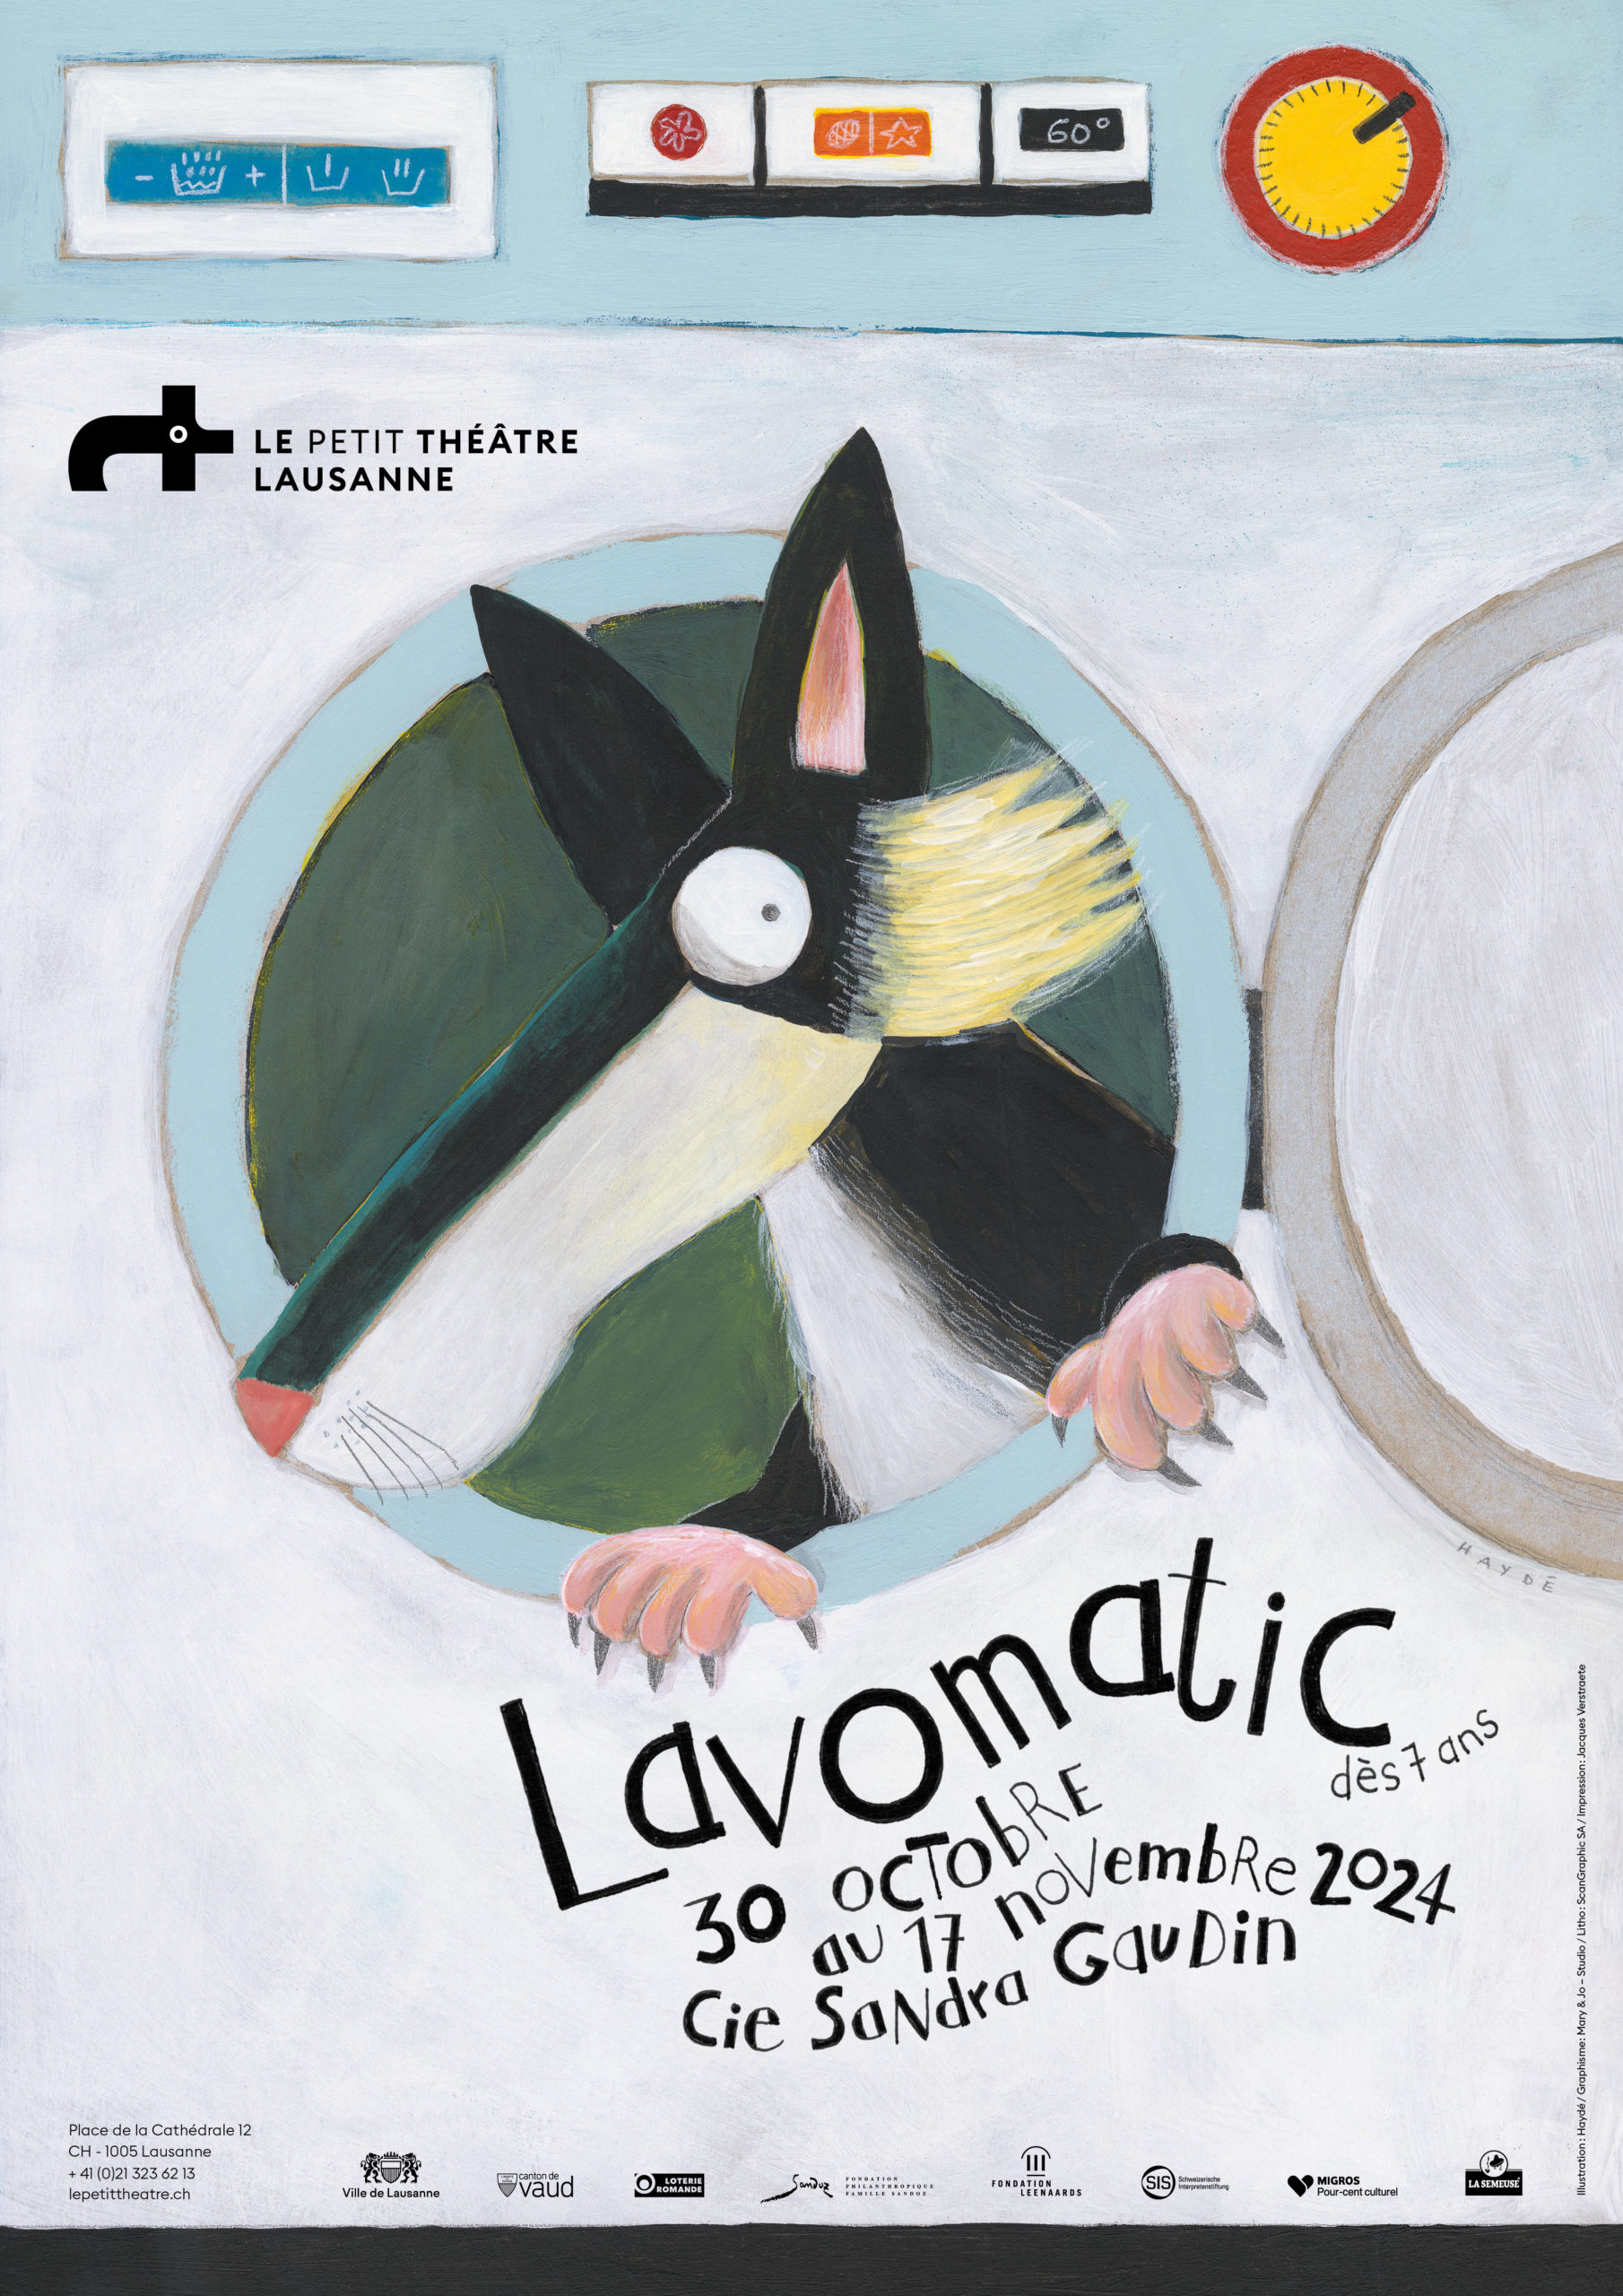 - + 
60°
LE PETIT THÉÂTRE
LAUSANNE
HAYDÉ
Lavomatic
dès 7 ans
30 octobRE
au 17 novembRe 2024
Cie SaNdra GauDin
Place de la Cathédrale 12
CH - 1005 Lausanne
+ 41 (0)21 323 62 13
lepetittheatre.ch
Ville de Lausanne
canton de
vaud
LOTERIE
ROMANDE
Sandoz
FONDATION
PHILANTHROPIQUE
FAMILLE SANDOZ
FONDATION
LEENAARDS
SIS
Schweizerische
Interpretenstiftung
MIGROS
Pour-cent culturel
LA SEMEUSE
Illustration : Haydé / Graphisme : Mary & Jo – Studio / Litho : ScanGraphic SA / Impression : Jacques Verstraete